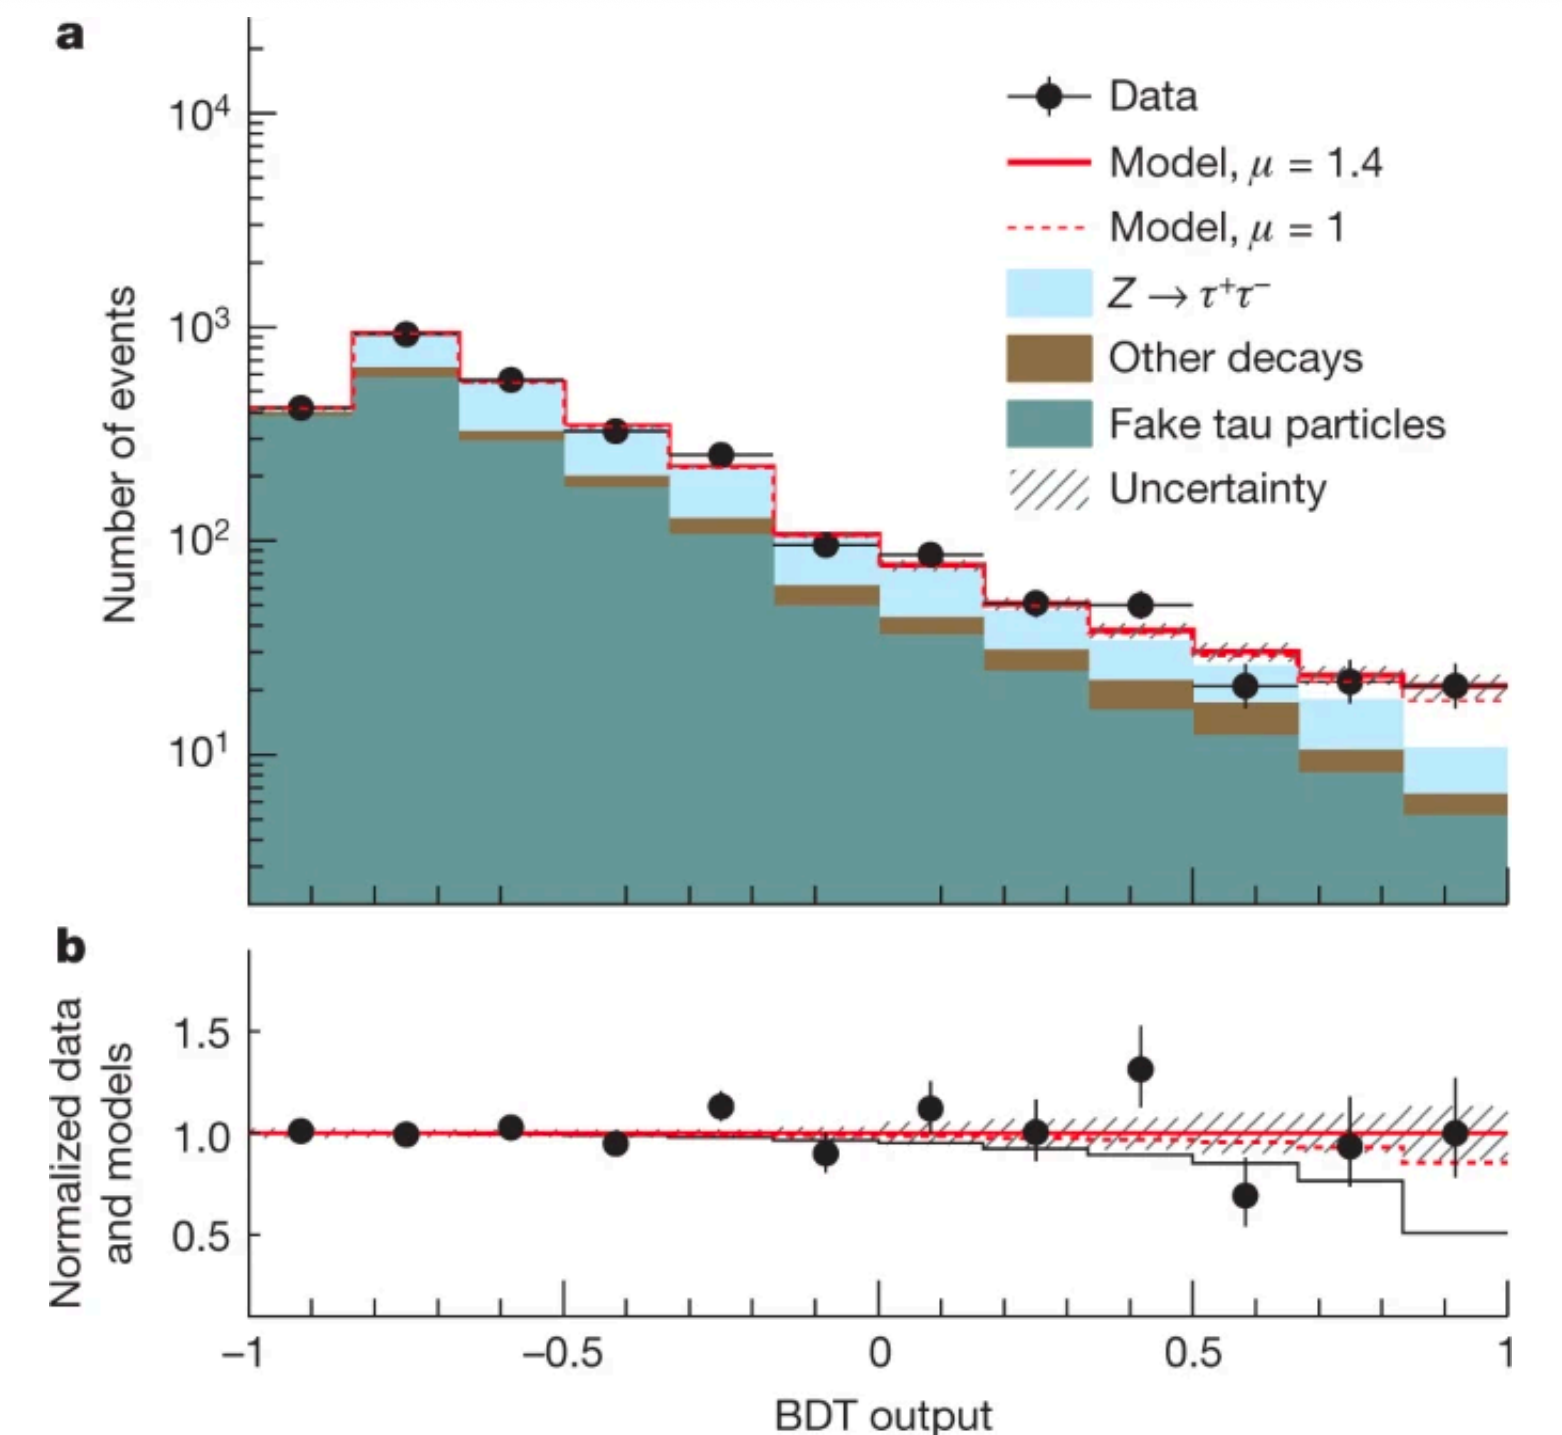 a
10⁴
10³
10²
10¹
Number of events
Data
Model, μ = 1.4
Model, μ = 1
Z → τ⁺τ⁻
Other decays
Fake tau particles
Uncertainty
b
1.5
1.0
0.5
Normalized data
and models
−1
−0.5
0
0.5
1
BDT output